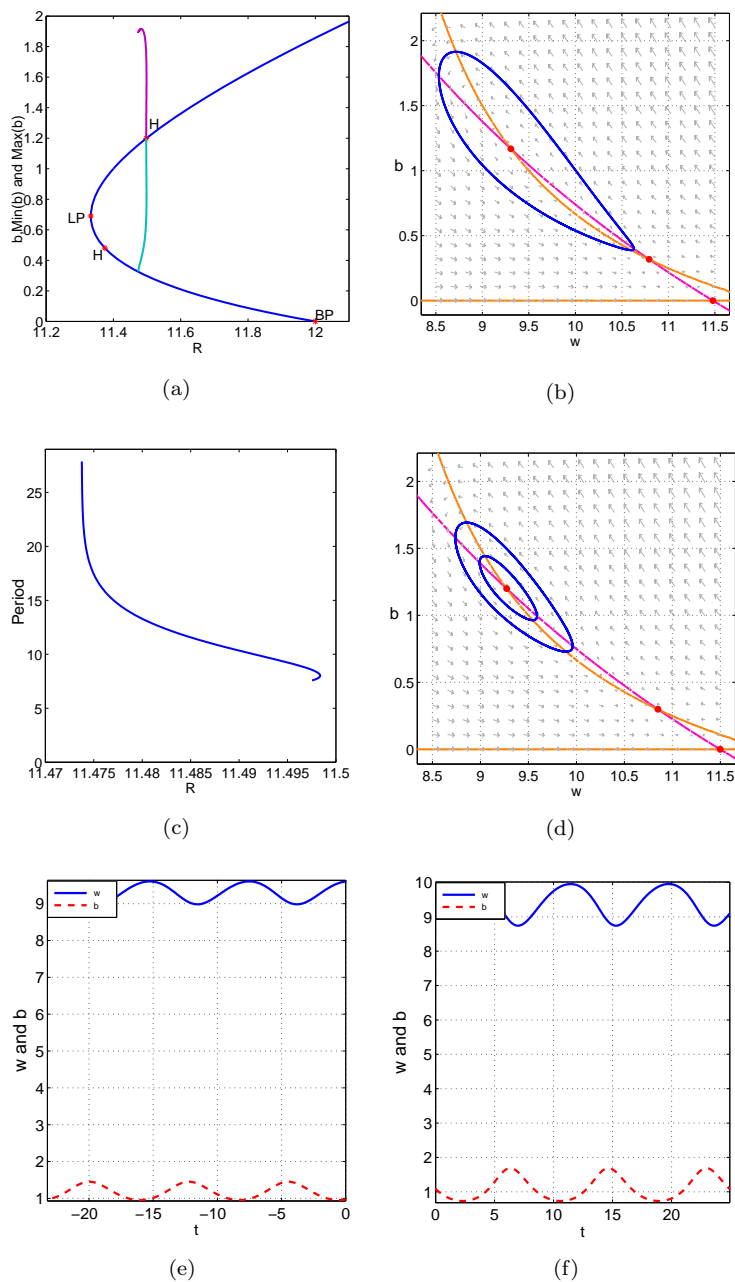 2
1.8
1.6
1.4
1.2
1
0.8
0.6
0.4
0.2
0
b,Min(b) and Max(b)
H
LP
H
BP
11.2 11.4 11.6 11.8 12
R
(a)
2
1.5
1
0.5
0
b
8.5 9 9.5 10 10.5 11 11.5
w
(b)
25
20
15
10
5
0
Period
11.47 11.475 11.48 11.485 11.49 11.495 11.5
R
(c)
2
1.5
1
0.5
0
b
8.5 9 9.5 10 10.5 11 11.5
w
(d)
w
b
9
8
7
6
5
4
3
2
1
w and b
−20 −15 −10 −5 0
t
(e)
w
b
10
9
8
7
6
5
4
3
2
1
w and b
0 5 10 15 20
t
(f)